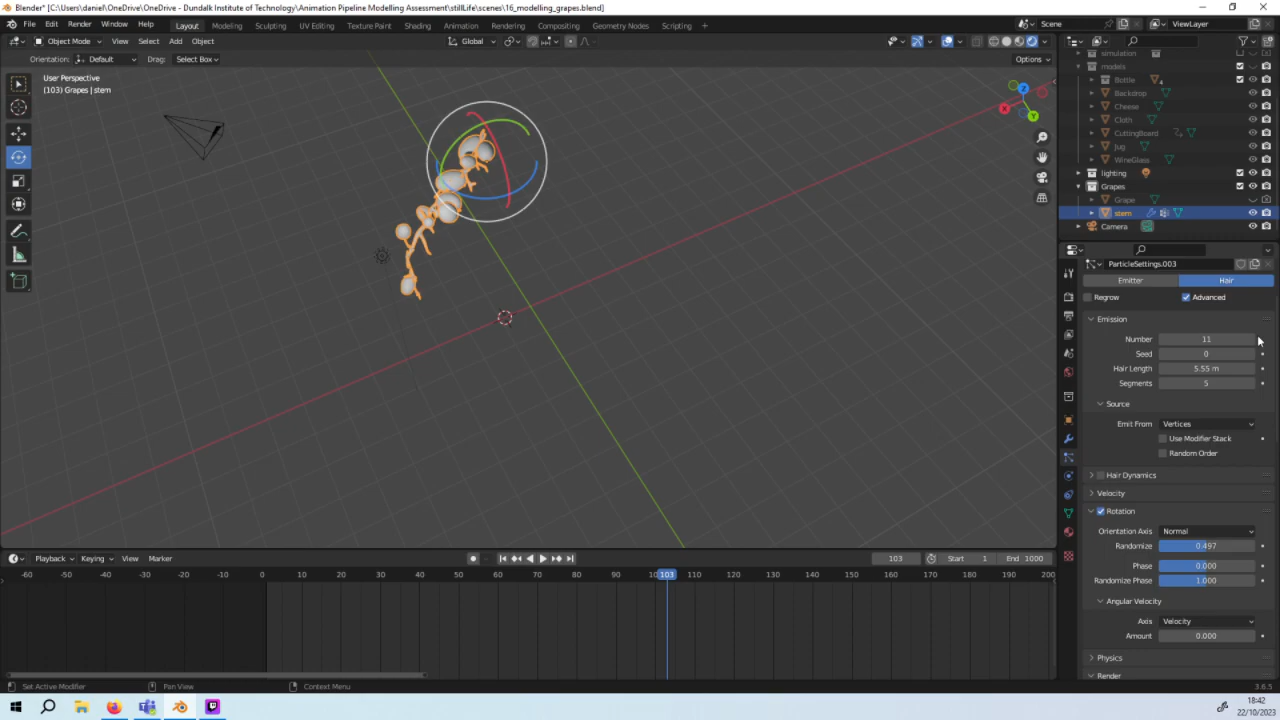 Blender* [C:\Users\daniel\OneDrive\OneDrive - Dundalk Institute of Technology\Animation Pipeline Modelling Assessment\stillLife\scenes\16_modelling_grapes.blend]
File Edit Render Window Help Layout Modeling Sculpting UV Editing Texture Paint Shading Animation Rendering Compositing Geometry Nodes Scripting + Scene ViewLayer
Object Mode View Select Add Object Global
Orientation: Default Drag: Select Box Options
User Perspective
(103) Grapes | stem
X
Y
Z
simulation
models
Bottle 4
Backdrop
Cheese
Cloth
CuttingBoard
Jug
WineGlass
lighting
Grapes
Grape
stem
Camera
ParticleSettings.003
Emitter Hair
Regrow Advanced
Emission
Number 11
Seed 0
Hair Length 5.55 m
Segments 5
Source
Emit From Vertices
Use Modifier Stack
Random Order
Hair Dynamics
Velocity
Rotation
Orientation Axis Normal
Randomize 0.497
Phase 0.000
Randomize Phase 1.000
Angular Velocity
Axis Velocity
Amount 0.000
Physics
Render
Playback Keying View Marker 103 Start 1 End 1000
-60 -50 -40 -30 -20 -10 0 10 20 30 40 50 60 70 80 90 103 110 120 130 140 150 160 170 180 190 200
Set Active Modifier Pan View Context Menu 3.6.5
18:42
22/10/2023